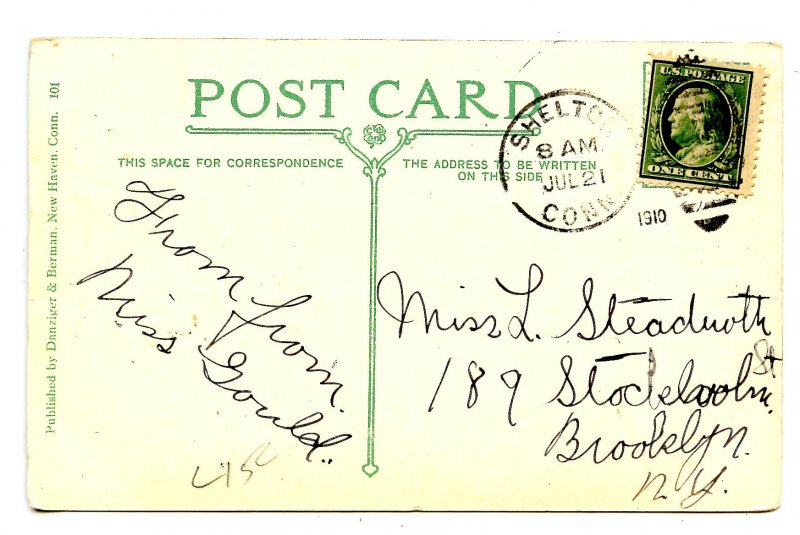 POST CARD
THIS SPACE FOR CORRESPONDENCE
THE ADDRESS TO BE WRITTEN
ON THIS SIDE
Published by Danziger & Berman, New Haven, Conn. 101
SHELTON
8 AM
JUL 21
CONN.
1910
U.S. POSTAGE
ONE CENT
From from
Miss Gould.
Miss L. Steadwoth
189 Stockholm St
Brooklyn.
N.Y.